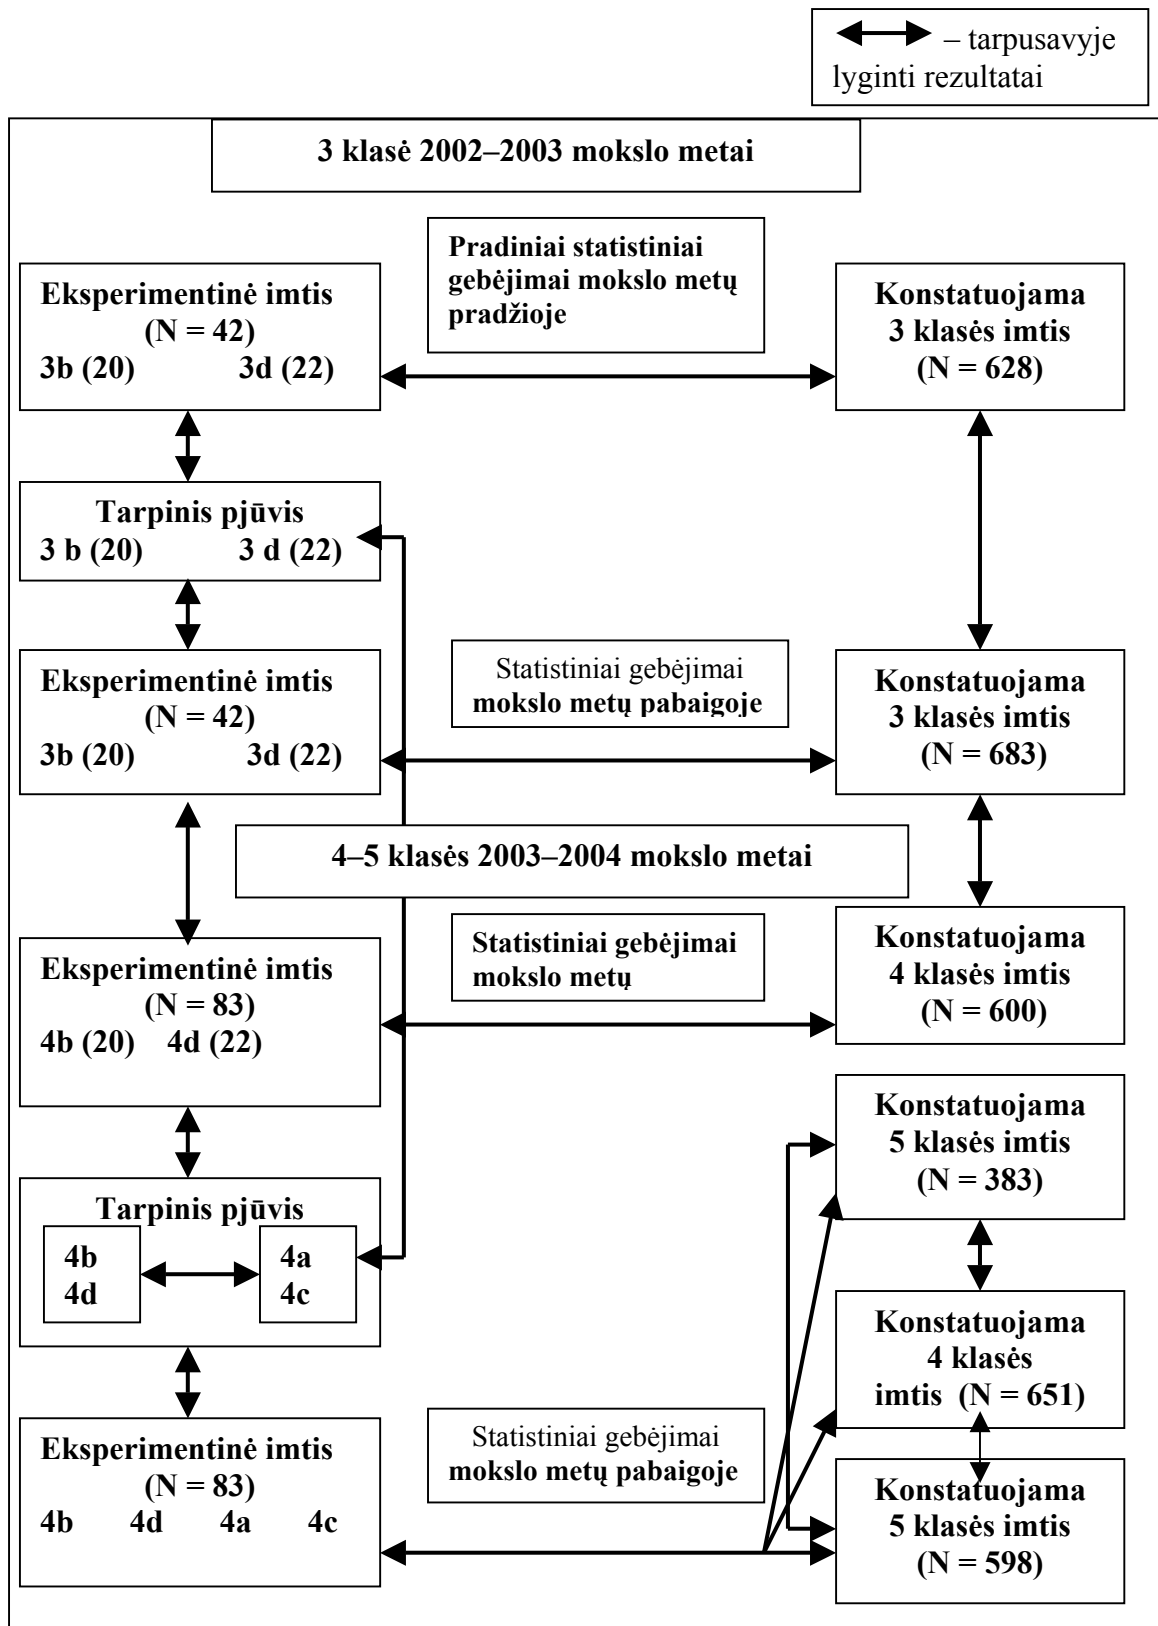 – tarpusavyje
lyginti rezultatai
3 klasė 2002–2003 mokslo metai
Pradiniai statistiniai
gebėjimai mokslo metų
pradžioje
Eksperimentinė imtis
(N = 42)
3b (20) 3d (22)
Konstatuojama
3 klasės imtis
(N = 628)
Tarpinis pjūvis
3 b (20) 3 d (22)
Eksperimentinė imtis
(N = 42)
3b (20) 3d (22)
Statistiniai gebėjimai
mokslo metų pabaigoje
Konstatuojama
3 klasės imtis
(N = 683)
4–5 klasės 2003–2004 mokslo metai
Eksperimentinė imtis
(N = 83)
4b (20) 4d (22)
Statistiniai gebėjimai
mokslo metų
Konstatuojama
4 klasės imtis
(N = 600)
Konstatuojama
5 klasės imtis
(N = 383)
Tarpinis pjūvis
4b
4d
4a
4c
Konstatuojama
4 klasės
imtis (N = 651)
Eksperimentinė imtis
(N = 83)
4b 4d 4a 4c
Statistiniai gebėjimai
mokslo metų pabaigoje
Konstatuojama
5 klasės imtis
(N = 598)